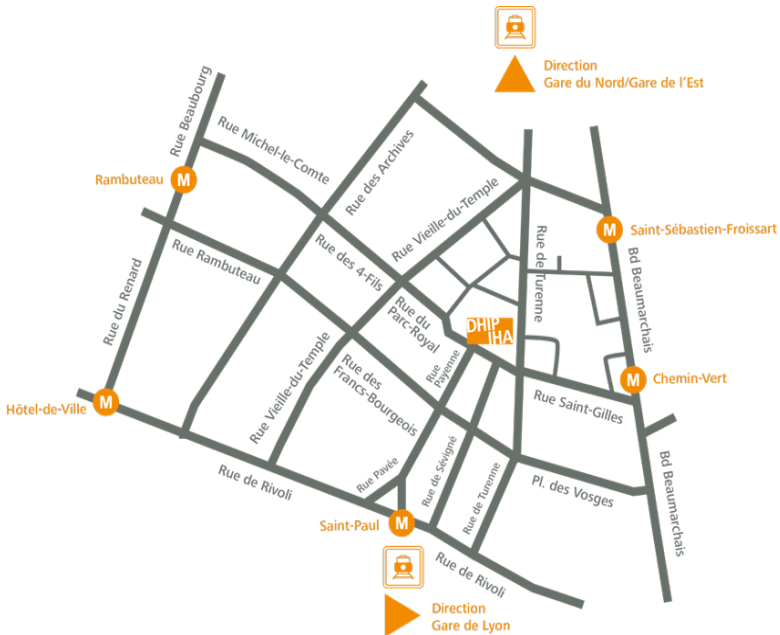 Direction
Gare du Nord/Gare de l'Est
Rue Beaubourg
Rue Michel-le-Comte
Rue des Archives
Rambuteau
M
Rue Vieille-du-Temple
M
Saint-Sébastien-Froissart
Rue Rambuteau
Rue des 4-Fils
Rue de Turenne
Bd Beaumarchais
Rue du Renard
Rue du
Parc-Royal
DHIP
IHA
Rue Vieille-du-Temple
Rue
Payenne
M
Chemin-Vert
Rue des
Francs-Bourgeois
Rue Saint-Gilles
Hôtel-de-Ville
M
Rue de Rivoli
Rue Pavée
Rue de Sévigné
Rue de Turenne
Pl. des Vosges
Bd Beaumarchais
Saint-Paul
M
Rue de Rivoli
Direction
Gare de Lyon